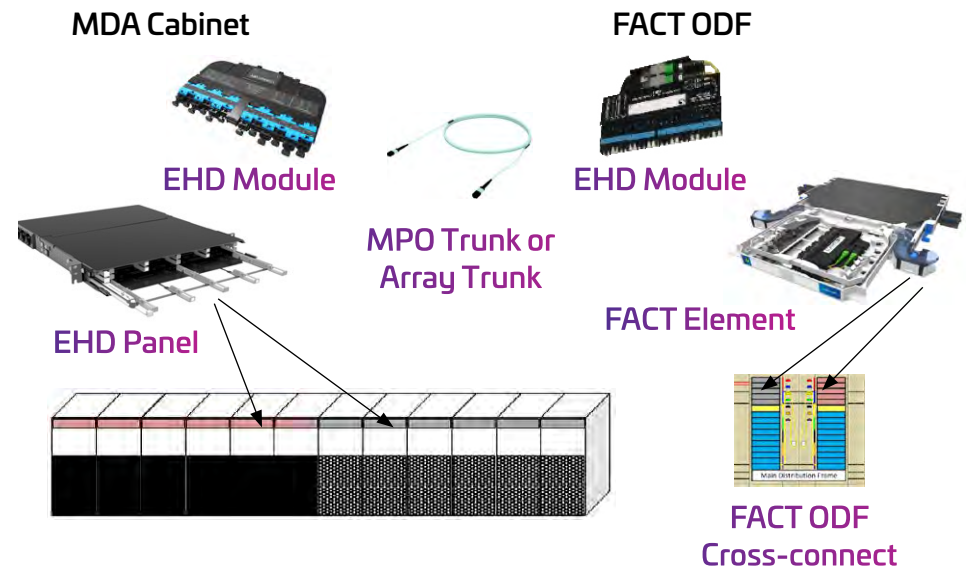 MDA Cabinet
FACT ODF
EHD Module
EHD Module
MPO Trunk or
Array Trunk
FACT Element
EHD Panel
Main Distribution Frame
FACT ODF
Cross-connect